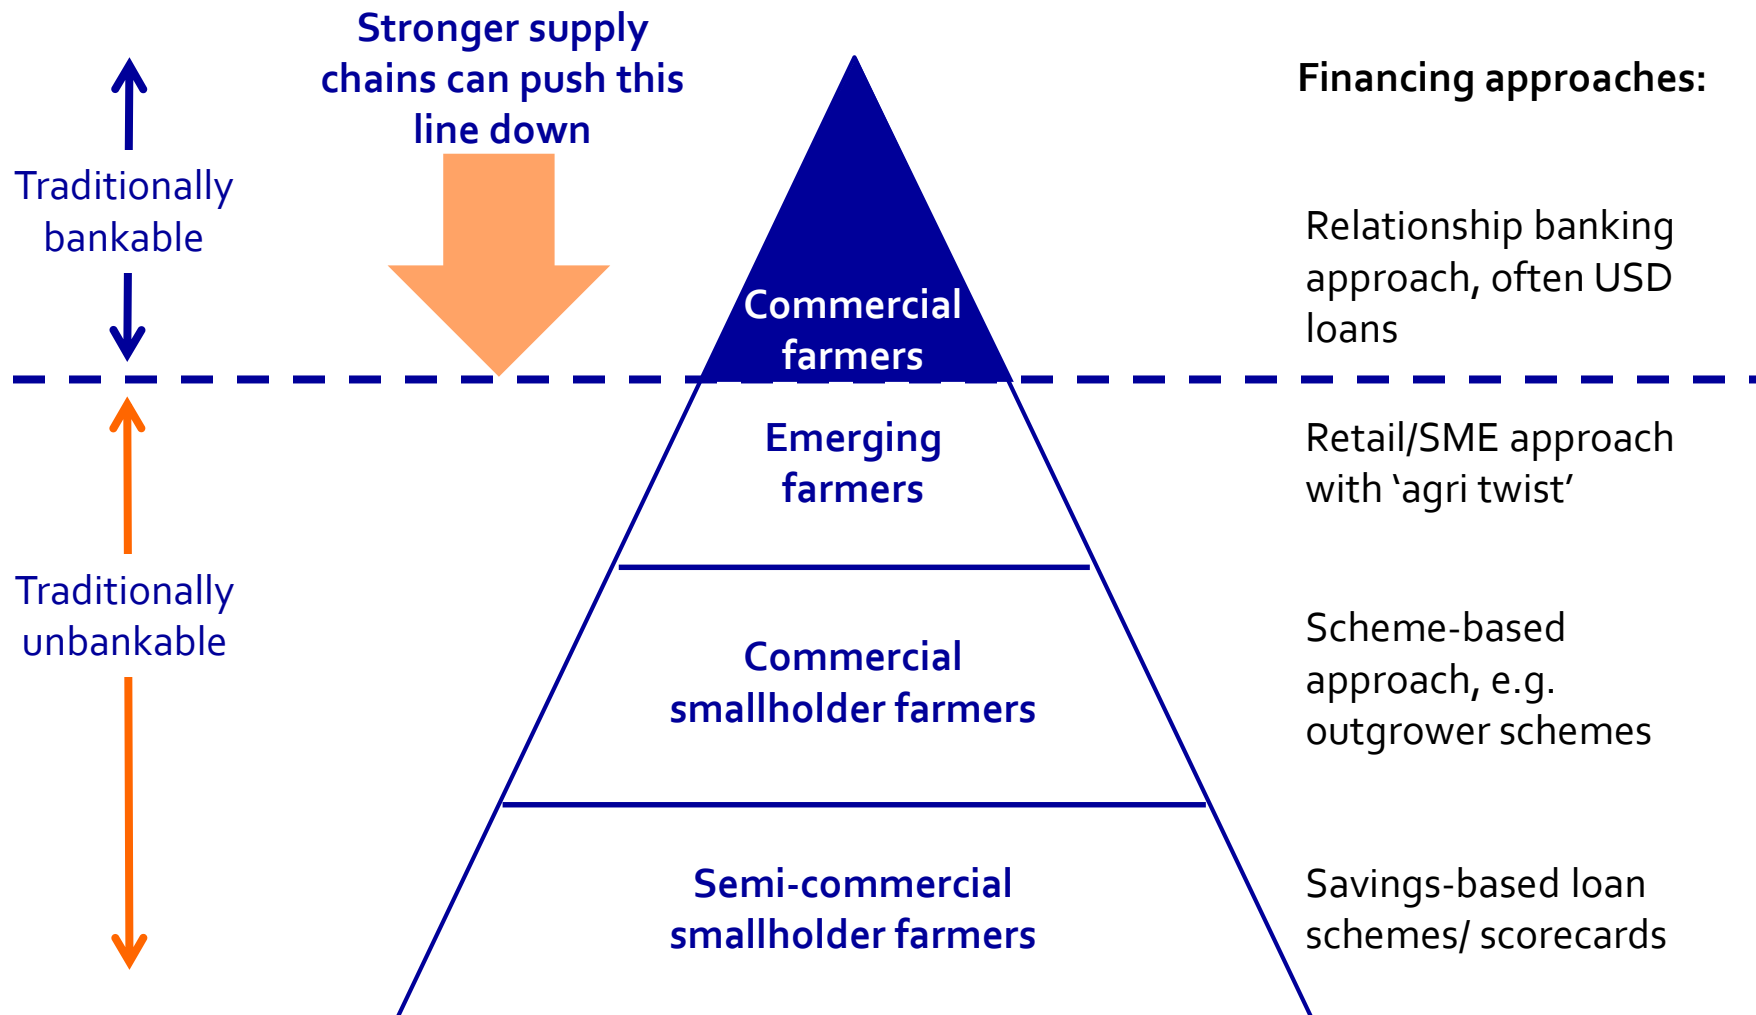 Stronger supply
chains can push this
line down
Financing approaches:
Traditionally
bankable
Relationship banking
approach, often USD
loans
Commercial
farmers
Emerging
farmers
Retail/SME approach
with ‘agri twist’
Traditionally
unbankable
Commercial
smallholder farmers
Scheme-based
approach, e.g.
outgrower schemes
Semi-commercial
smallholder farmers
Savings-based loan
schemes/ scorecards